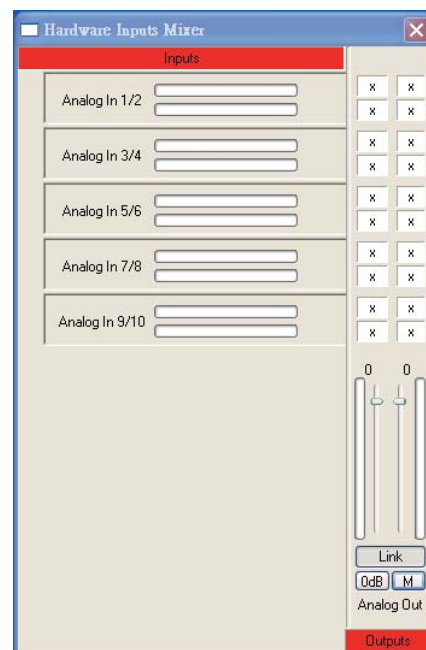 Hardware Inputs Mixer
Inputs
Analog In 1/2
x x
x x
Analog In 3/4
x x
x x
Analog In 5/6
x x
x x
Analog In 7/8
x x
x x
Analog In 9/10
x x
x x
0 0
Link
0dB M
Analog Out
Outputs